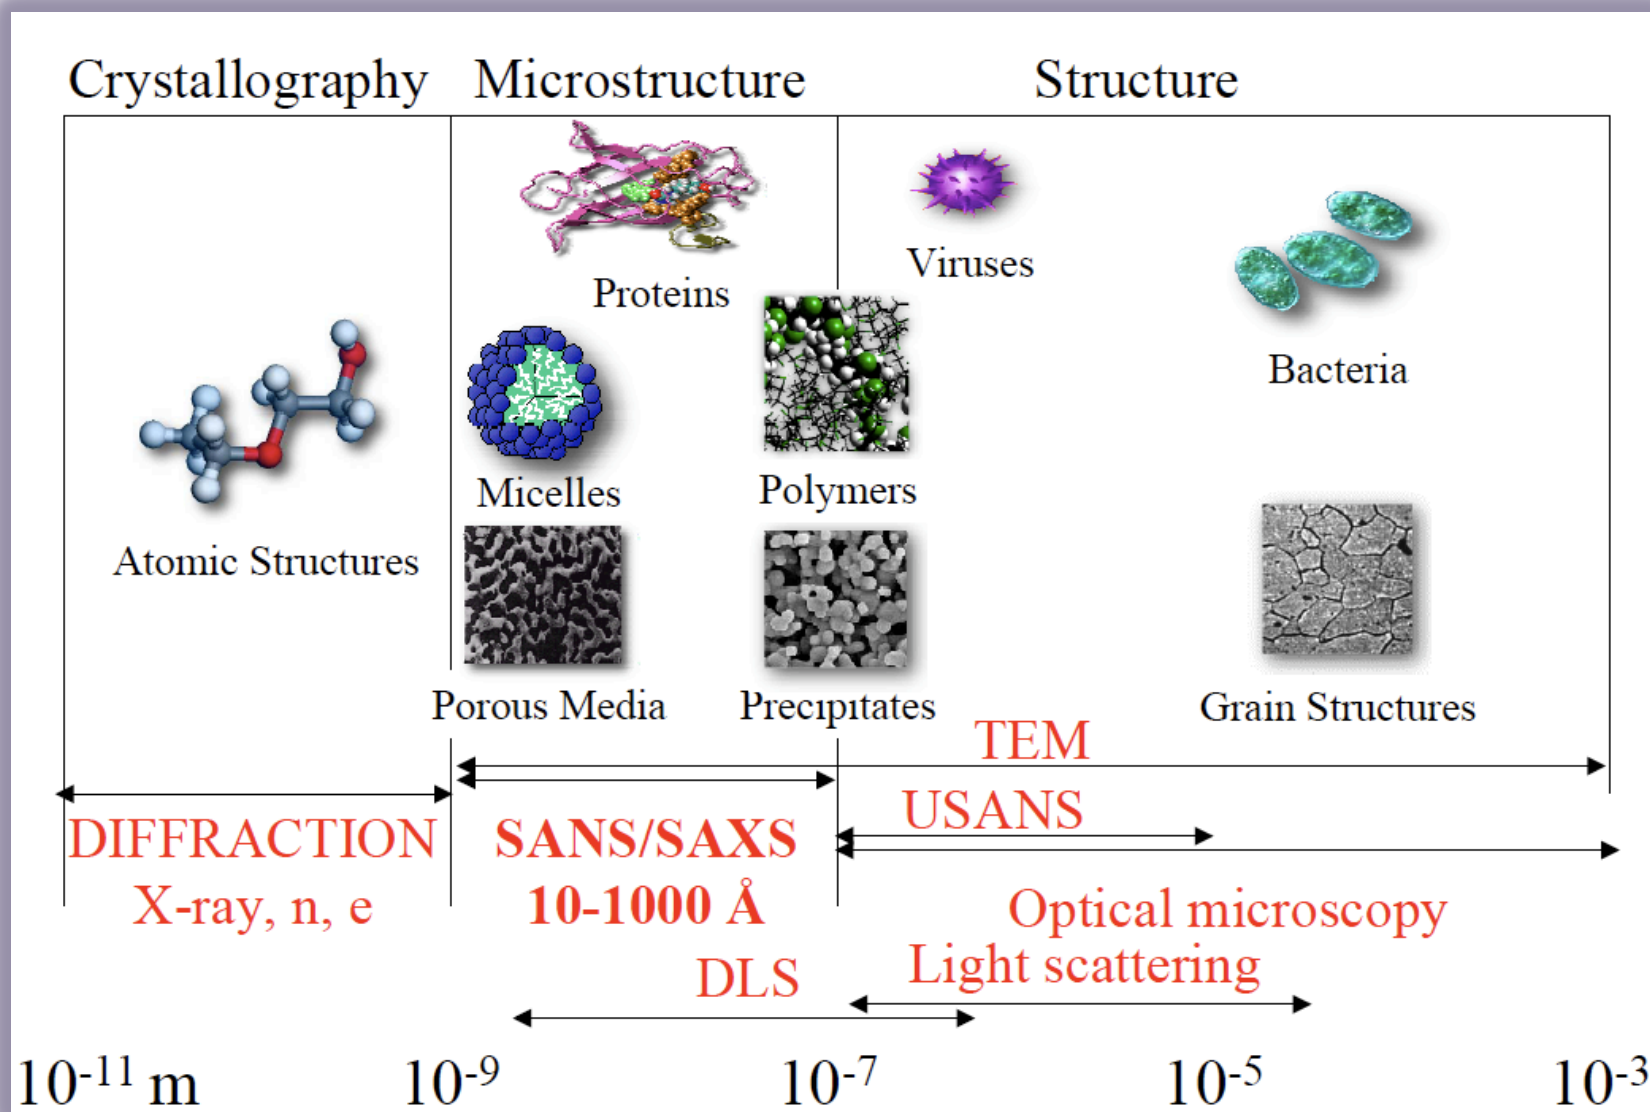 Crystallography
Microstructure
Structure
Proteins
Viruses
Bacteria
Micelles
Polymers
Atomic Structures
Porous Media
Precipitates
Grain Structures
TEM
DIFFRACTION
X-ray, n, e
SANS/SAXS
10-1000 Å
USANS
Optical microscopy
Light scattering
DLS
10⁻¹¹ m
10⁻⁹
10⁻⁷
10⁻⁵
10⁻³